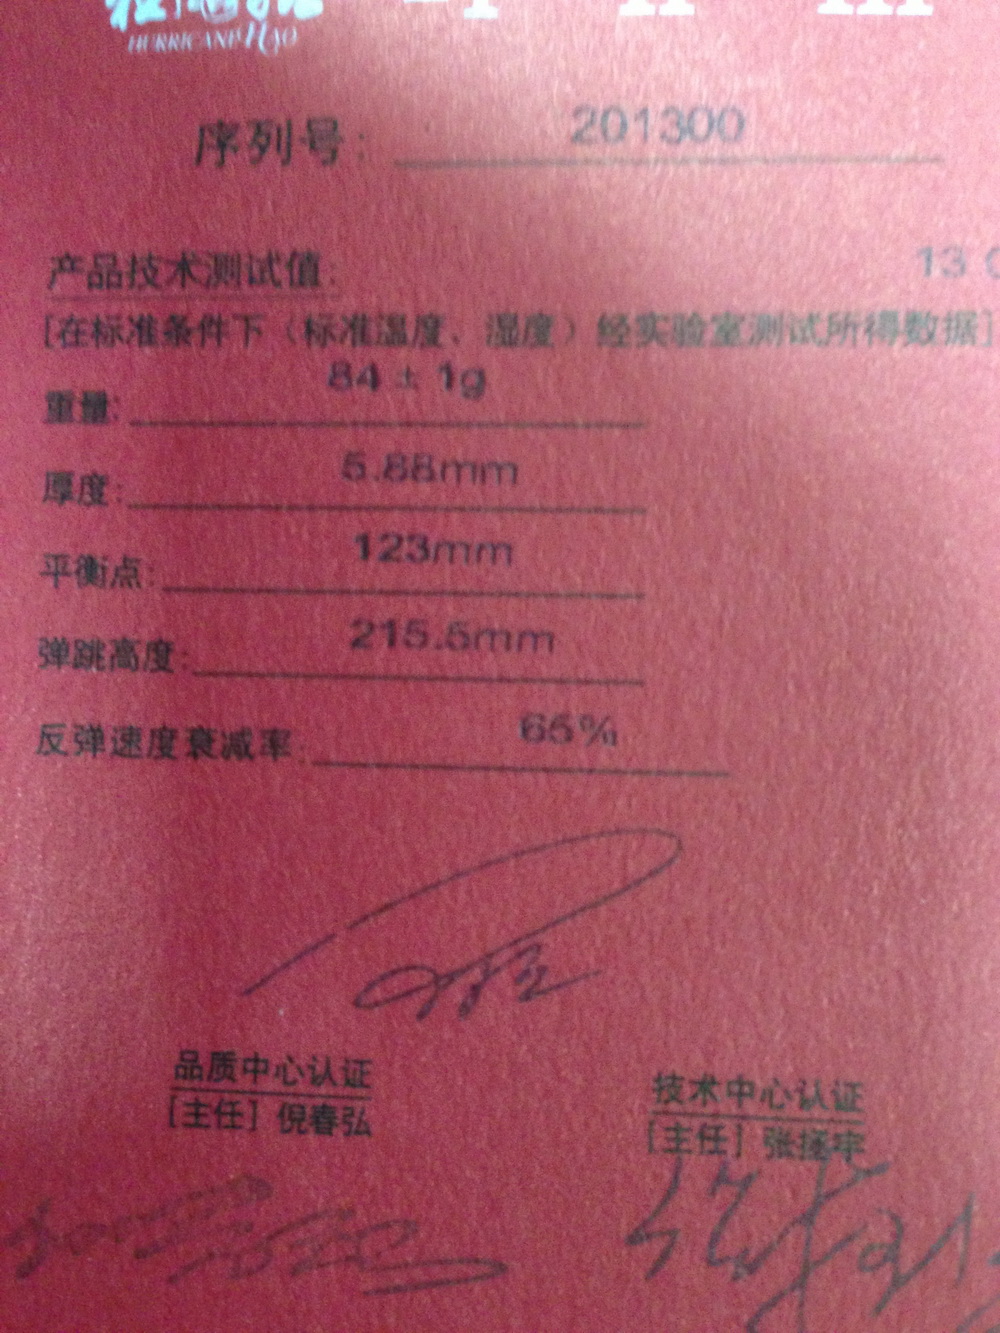 HURRICANE HAO
序列号: 201300
产品技术测试值:
13
[在标准条件下（标准温度、湿度）经实验室测试所得数据]
重量: 84 ± 1g
厚度: 5.88mm
平衡点: 123mm
弹跳高度: 215.5mm
反弹速度衰减率: 65%
品质中心认证
[主任] 倪春弘
技术中心认证
[主任] 张